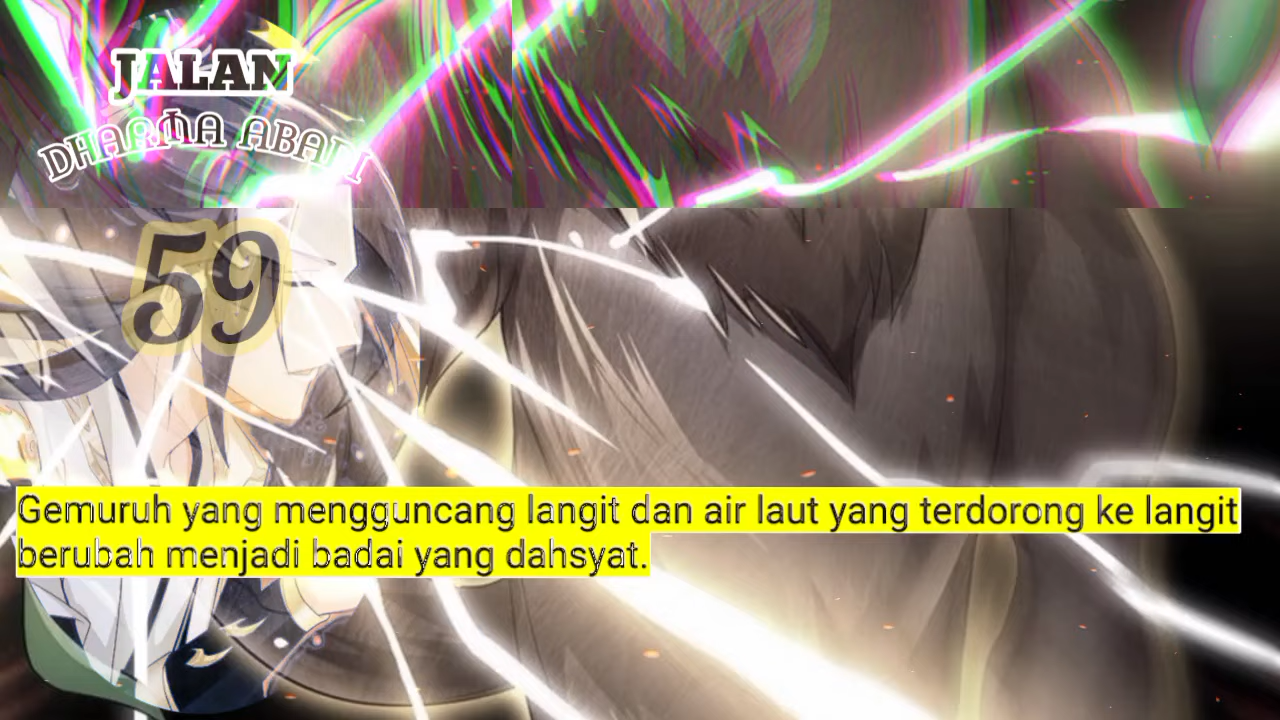 JALAN
DHARMA ABADI
59
Gemuruh yang mengguncang langit dan air laut yang terdorong ke langit
berubah menjadi badai yang dahsyat.